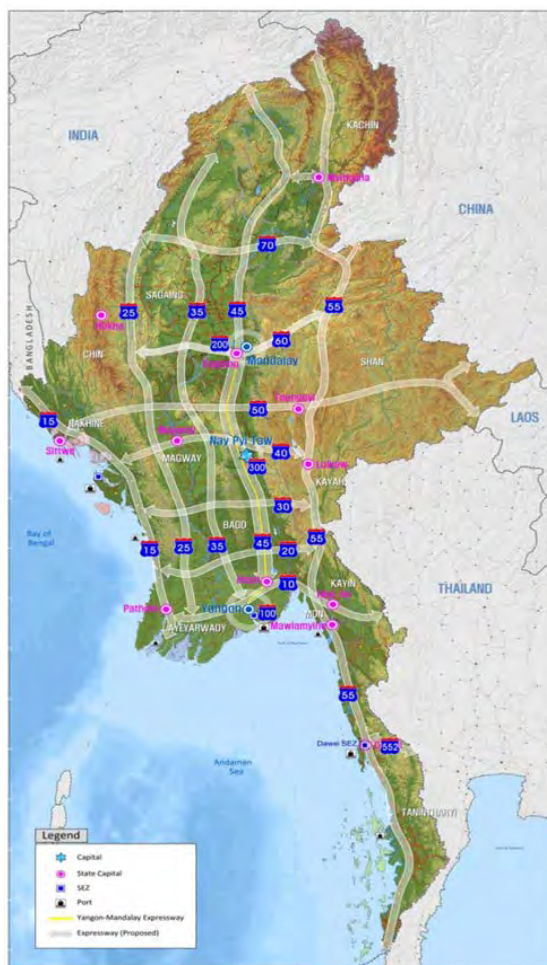 INDIA
KACHIN
Myitkyina
CHINA
70
SAGAING
25
35
45
55
BANGLADESH
Hakha
CHIN
200
60
Mandalay
SHAN
15
50
Taunggyi
LAOS
RAKHINE
Sittwe
MAGWAY
Nay Pyi Taw
40
300
Loikaw
KAYAH
30
Bay of
Bengal
BAGO
15
25
35
45
20
55
10
KAYIN
THAILAND
Pathein
Yangon
100
AYEYARWADY
MON
Mawlamyine
55
Dawei SEZ
552
Andaman
Sea
TANINTHARYI
Legend
Capital
State Capital
SEZ
Port
Yangon-Mandalay Expressway
Expressway (Proposed)